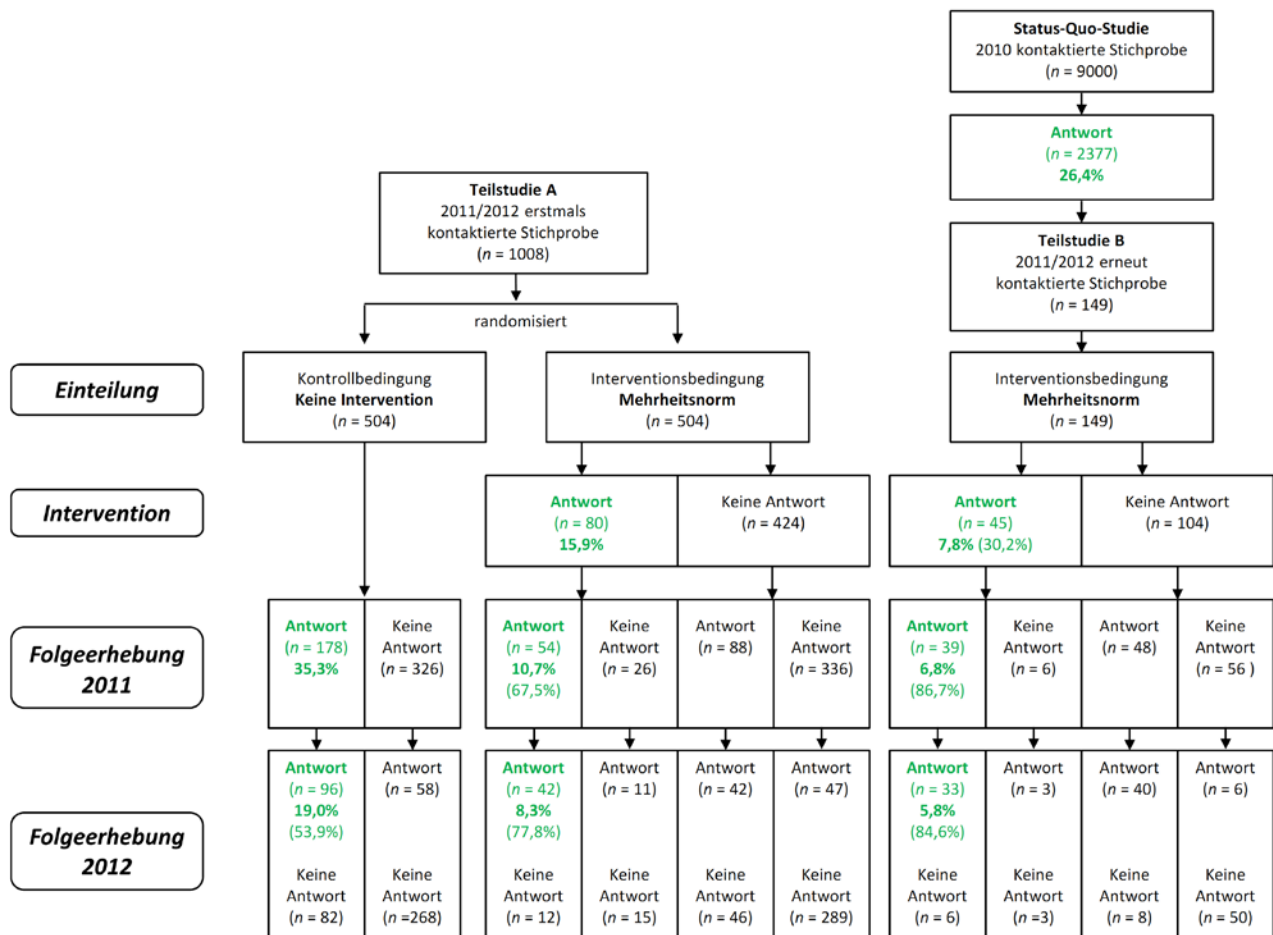 Status-Quo-Studie
2010 kontaktierte Stichprobe
(n = 9000)
Antwort
(n = 2377)
26,4%
Teilstudie A
2011/2012 erstmals
kontaktierte Stichprobe
(n = 1008)
Teilstudie B
2011/2012 erneut
kontaktierte Stichprobe
(n = 149)
randomisiert
Einteilung
Kontrollbedingung
Keine Intervention
(n = 504)
Interventionsbedingung
Mehrheitsnorm
(n = 504)
Interventionsbedingung
Mehrheitsnorm
(n = 149)
Intervention
Antwort
(n = 80)
15,9%
Keine Antwort
(n = 424)
Antwort
(n = 45)
7,8% (30,2%)
Keine Antwort
(n = 104)
Folgeerhebung
2011
Antwort
(n = 178)
35,3%
Keine
Antwort
(n = 326)
Antwort
(n = 54)
10,7%
(67,5%)
Keine
Antwort
(n = 26)
Antwort
(n = 88)
Keine
Antwort
(n = 336)
Antwort
(n = 39)
6,8%
(86,7%)
Keine
Antwort
(n = 6)
Antwort
(n = 48)
Keine
Antwort
(n = 56 )
Folgeerhebung
2012
Antwort
(n = 96)
19,0%
(53,9%)
Keine
Antwort
(n = 82)
Antwort
(n = 58)
Keine
Antwort
(n =268)
Antwort
(n = 42)
8,3%
(77,8%)
Keine
Antwort
(n = 12)
Antwort
(n = 11)
Keine
Antwort
(n = 15)
Antwort
(n = 42)
Keine
Antwort
(n = 46)
Antwort
(n = 47)
Keine
Antwort
(n = 289)
Antwort
(n = 33)
5,8%
(84,6%)
Keine
Antwort
(n = 6)
Antwort
(n = 3)
Keine
Antwort
(n =3)
Antwort
(n = 40)
Keine
Antwort
(n = 8)
Antwort
(n = 6)
Keine
Antwort
(n = 50)